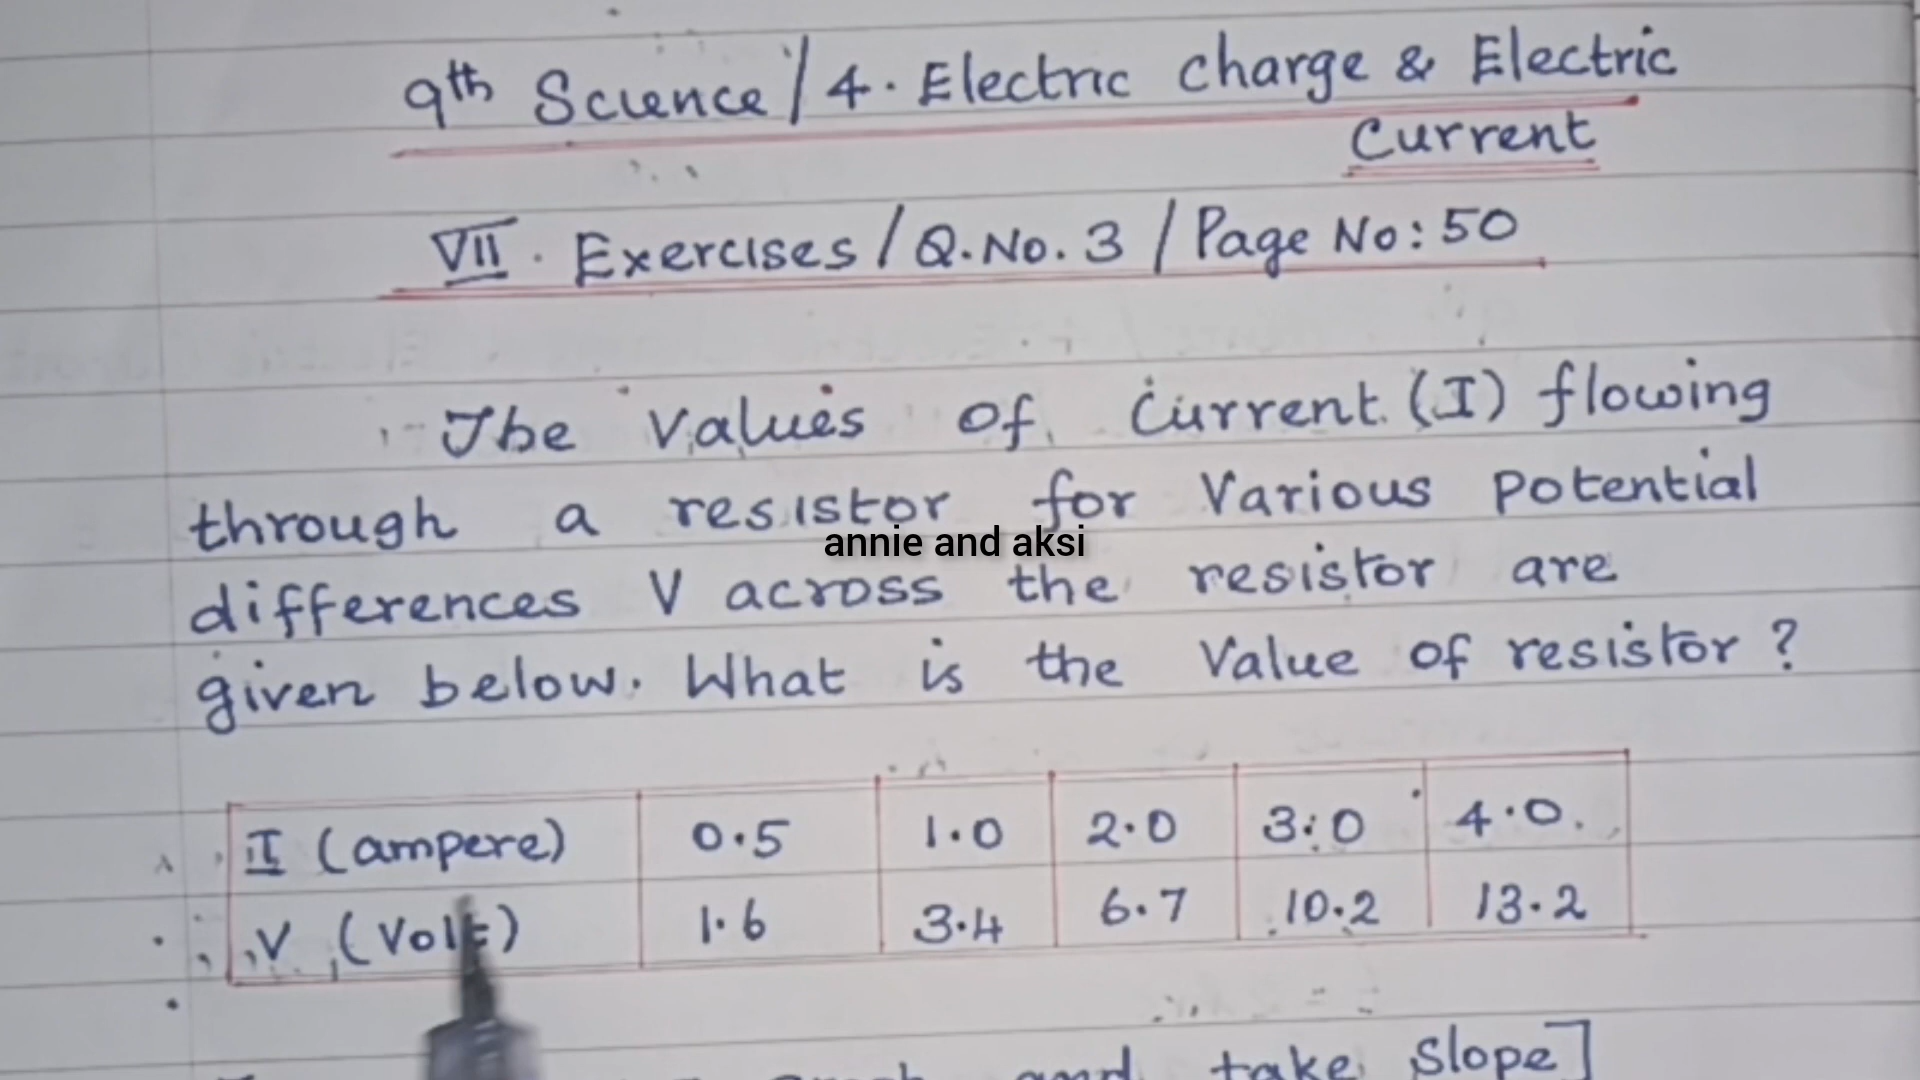 9th Science / 4. Electric charge & Electric
Current
VII. Exercises / Q.No. 3 / Page No: 50
The Values of Current (I) flowing
through a resistor for Various Potential
annie and aksi
differences V across the resistor are
given below. What is the Value of resistor?
I (ampere) 0.5 1.0 2.0 3.0 4.0
V (Volt) 1.6 3.4 6.7 10.2 13.2
and take Slope]